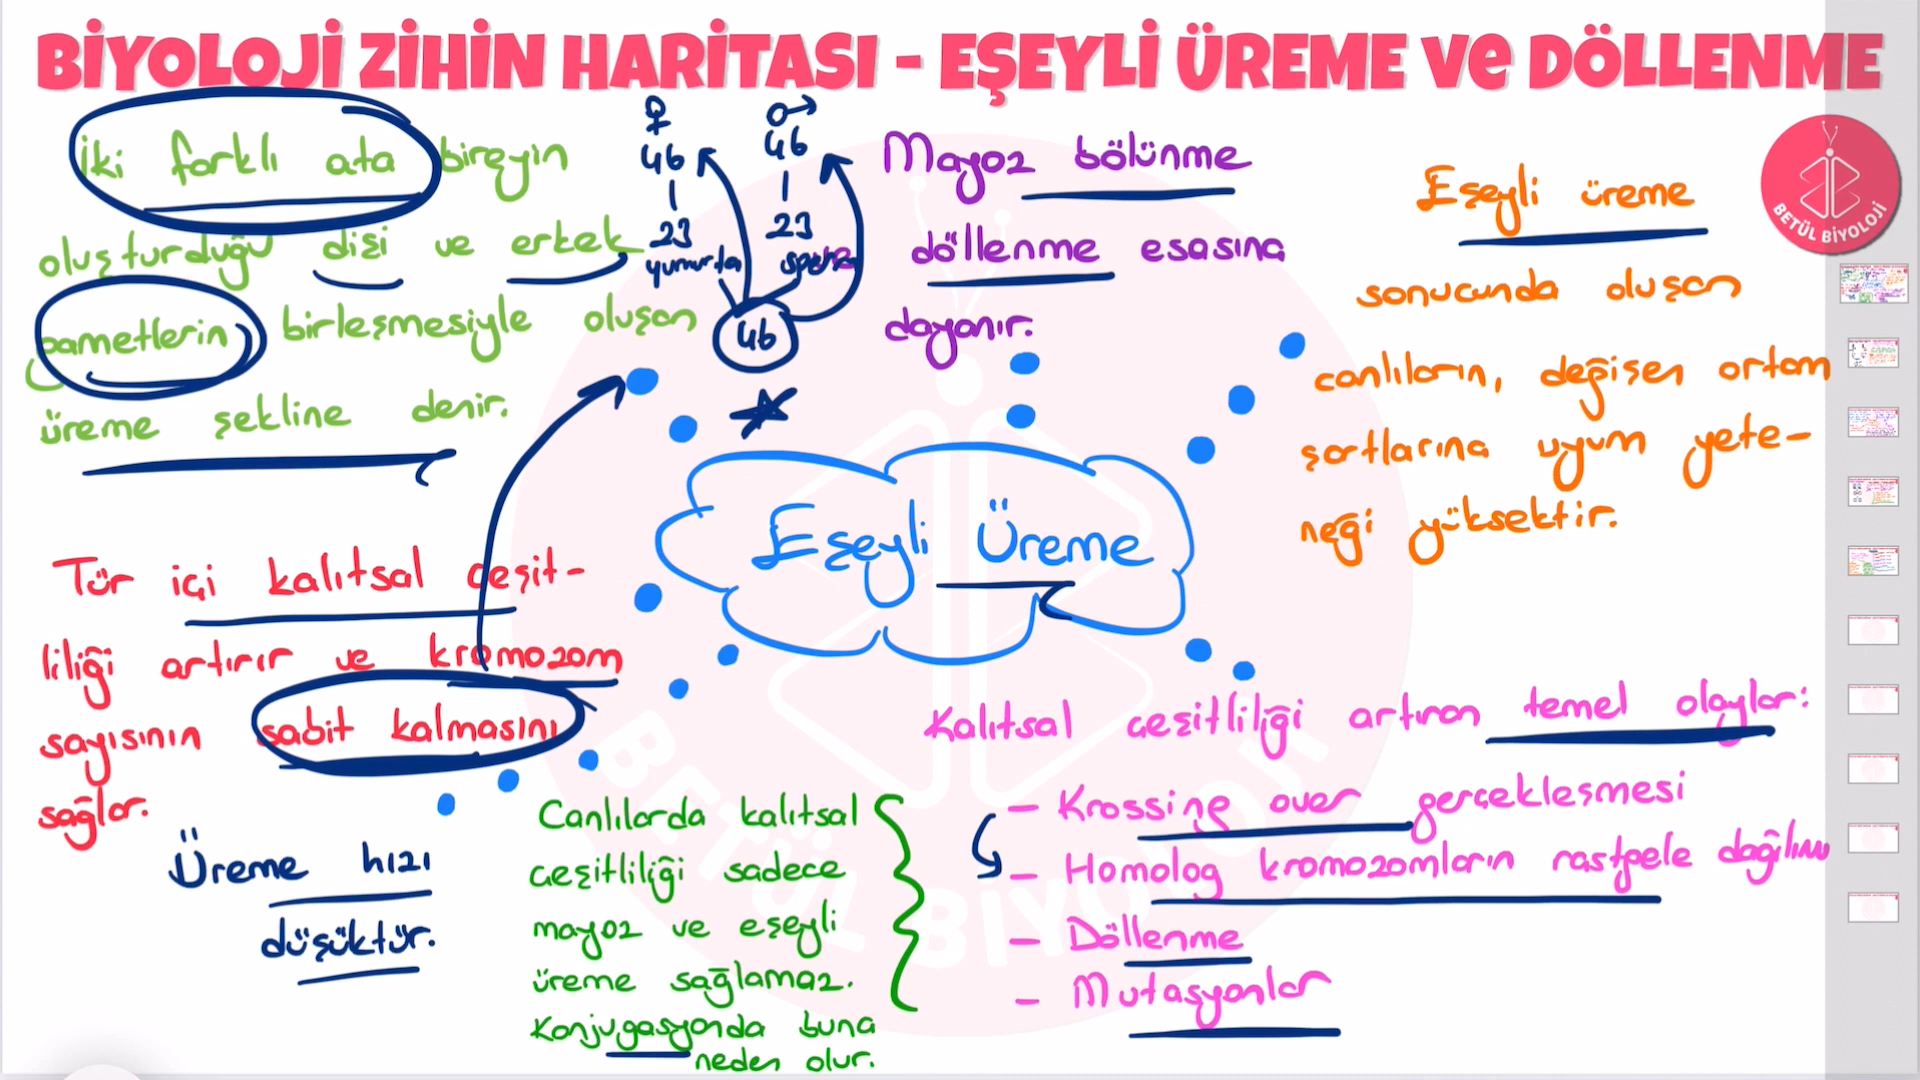 BİYOLOJİ ZİHİN HARİTASI - EŞEYLİ ÜREME Ve DÖLLENME
İki farklı ata bireyin
oluşturduğu dişi ve erkek
gametlerin birleşmesiyle oluşan
üreme şekline denir.
♀ ♂
46 46
23 23
yumurta sperm
46
Mayoz bölünme
döllenme esasına
dayanır.
Eşeyli üreme
sonucunda oluşan
canlıların, değişen ortam
şartlarına uyum yete-
neği yüksektir.
BETÜL BİYOLOJİ
Eşeyli Üreme
Tür içi kalıtsal çeşit-
liliği artırır ve kromozom
sayısının sabit kalmasını
sağlar.
Üreme hızı
düşüktür.
Canlılarda kalıtsal
çeşitliliği sadece
mayoz ve eşeyli
üreme sağlamaz.
Konjugasyonda buna
neden olur.
Kalıtsal çeşitliliği artıran temel olaylar:
- Krossing over gerçekleşmesi
- Homolog kromozomların rastgele dağılımı
- Döllenme
- Mutasyonlar
BETÜL BİYOLOJİ